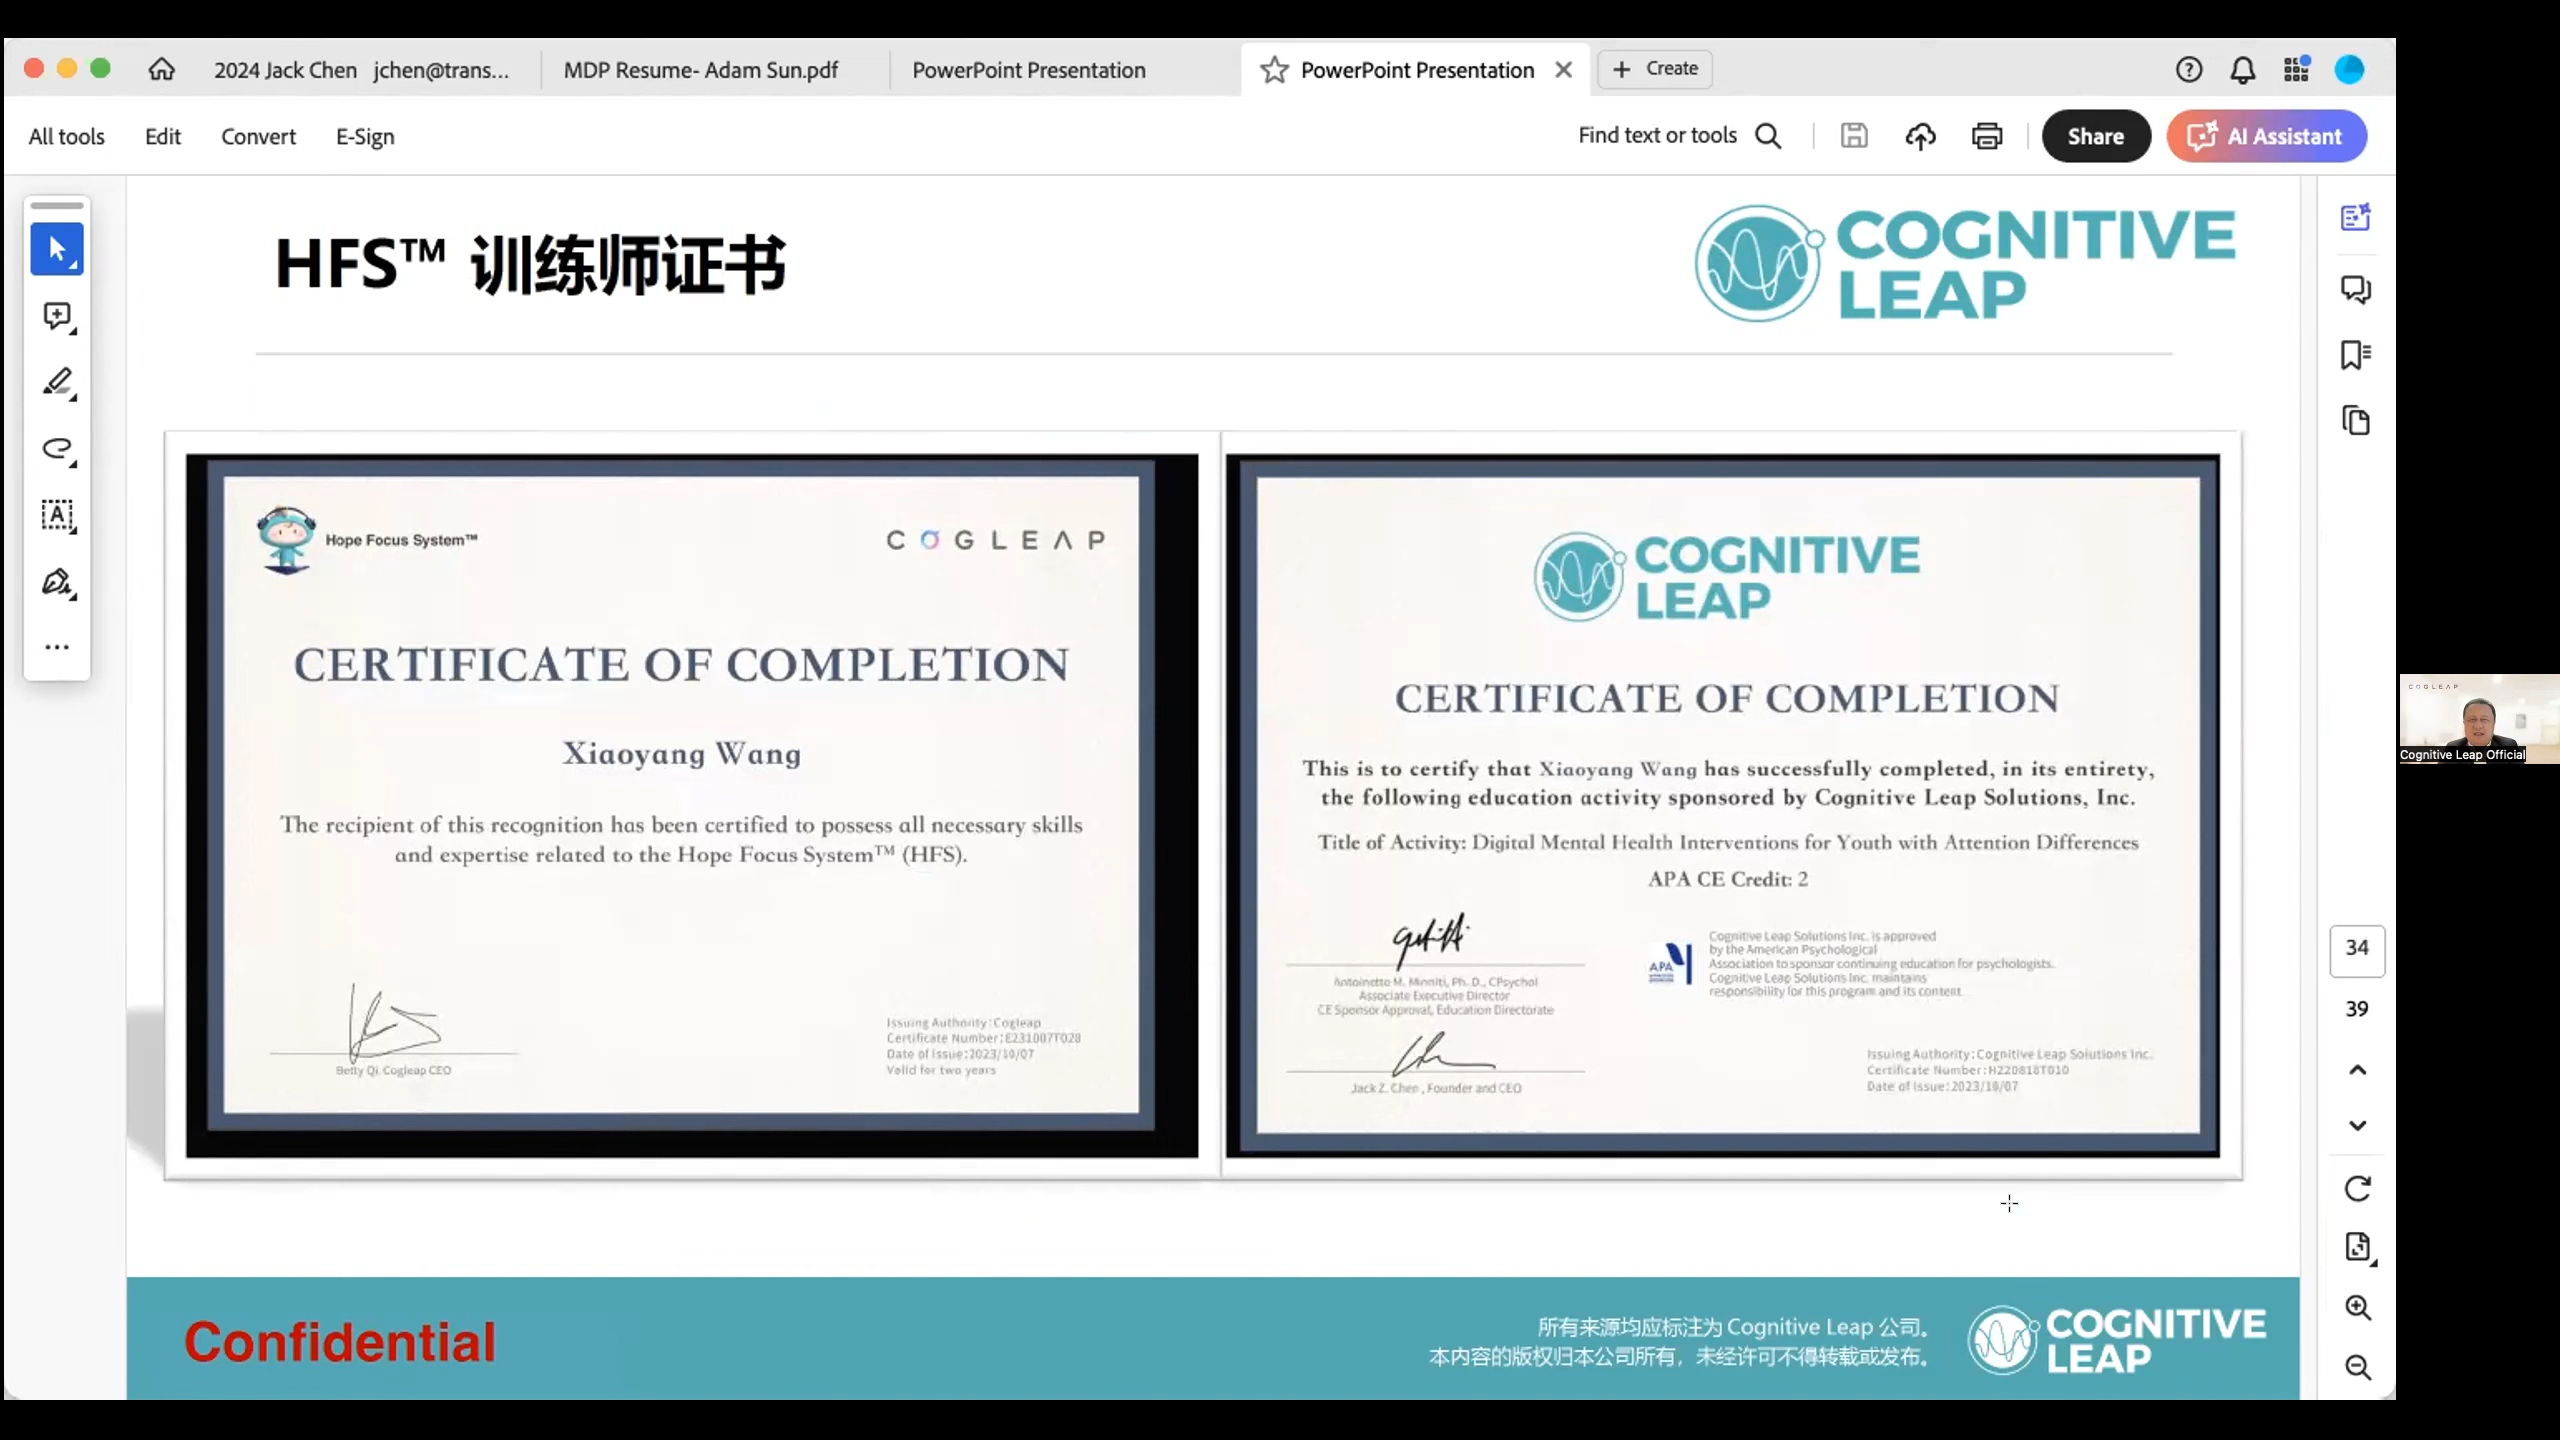 2024 Jack Chen jchen@trans...
MDP Resume- Adam Sun.pdf
PowerPoint Presentation
PowerPoint Presentation
Create
All tools
Edit
Convert
E-Sign
Find text or tools
Share
AI Assistant
HFS™ 训练师证书
COGNITIVE
LEAP
Hope Focus System™
COGLEAP
CERTIFICATE OF COMPLETION
Xiaoyang Wang
The recipient of this recognition has been certified to possess all necessary skills
and expertise related to the Hope Focus System™ (HFS).
Betty Qi, Cogleap CEO
Issuing Authority:Cogleap
Certificate Number:E231007T028
Date of Issue:2023/10/07
Valid for two years
COGNITIVE
LEAP
CERTIFICATE OF COMPLETION
This is to certify that Xiaoyang Wang has successfully completed, in its entirety,
the following education activity sponsored by Cognitive Leap Solutions, Inc.
Title of Activity: Digital Mental Health Interventions for Youth with Attention Differences
APA CE Credit: 2
Antoinette M. Minniti, Ph. D., CPsychol
Associate Executive Director
CE Sponsor Approval, Education Directorate
APA
Cognitive Leap Solutions Inc. is approved
by the American Psychological
Association to sponsor continuing education for psychologists.
Cognitive Leap Solutions Inc. maintains
responsibility for this program and its content.
Jack Z. Chen , Founder and CEO
Issuing Authority:Cognitive Leap Solutions Inc.
Certificate Number:H220818T010
Date of Issue:2023/10/07
34
39
COGLEAP
Cognitive Leap Official
Confidential
所有来源均应标注为 Cognitive Leap 公司。
本内容的版权归本公司所有，未经许可不得转载或发布。
COGNITIVE
LEAP